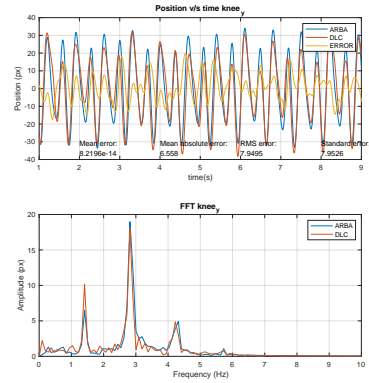 Position v/s time knee_y
40
30
20
10
0
-10
-20
-30
-40
Position (px)
ARBA
DLC
ERROR
Mean error: Mean absolute error: RMS error: Standard error
8.2196e-14 6.558 7.9495 7.9526
1 2 3 4 5 6 7 8 9
time(s)
FFT knee_y
20
15
10
5
0
Amplitude (px)
ARBA
DLC
0 1 2 3 4 5 6 7 8 9 10
Frequency (Hz)